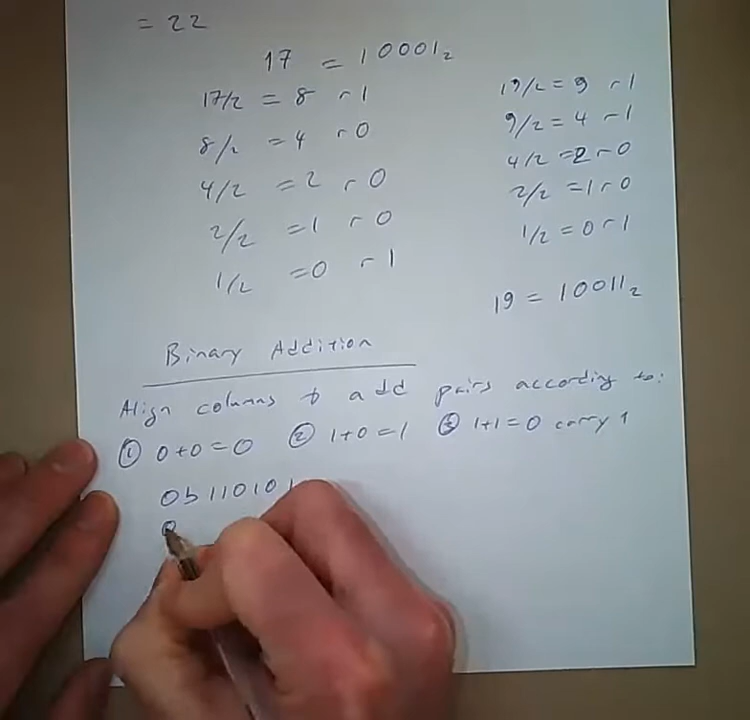 = 22
17 = 10001₂
17/2 = 8 r 1
8/2 = 4 r 0
4/2 = 2 r 0
2/2 = 1 r 0
1/2 = 0 r 1
19/2 = 9 r 1
9/2 = 4 r 1
4/2 = 2 r 0
2/2 = 1 r 0
1/2 = 0 r 1
19 = 10011₂
Binary Addition
Align columns & add pairs according to:
① 0+0=0 ② 1+0=1 ③ 1+1=0 carry 1
0b110101
0